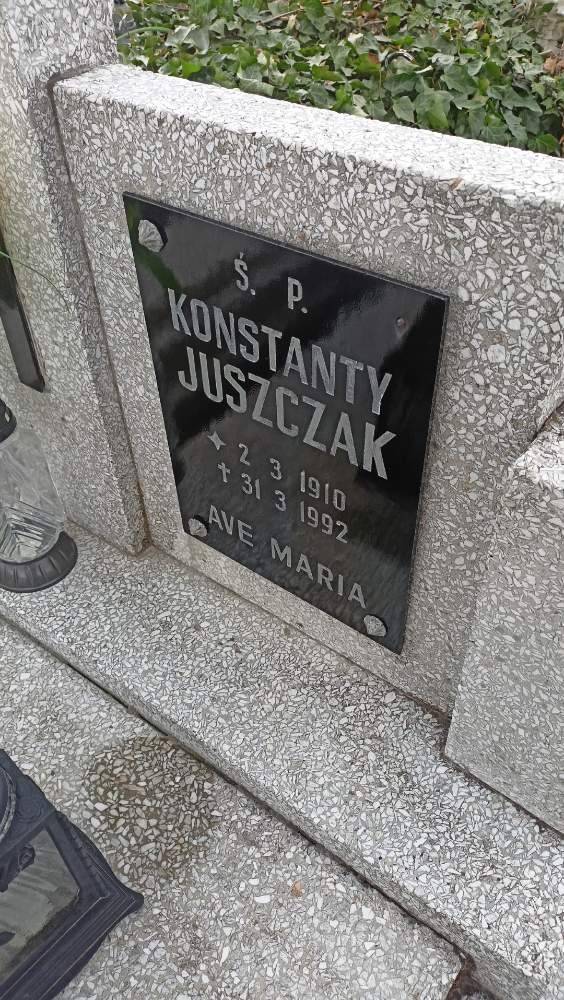 Ś. P.
KONSTANTY
JUSZCZAK
2 3 1910
† 31 3 1992
AVE MARIA